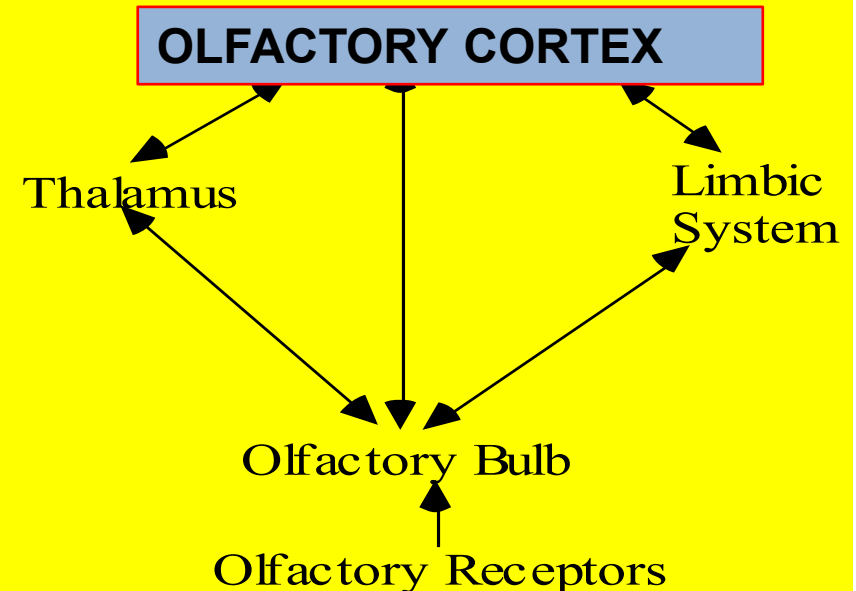 OLFACTORY CORTEX
Thalamus
Limbic
System
Olfactory Bulb
Olfactory Receptors